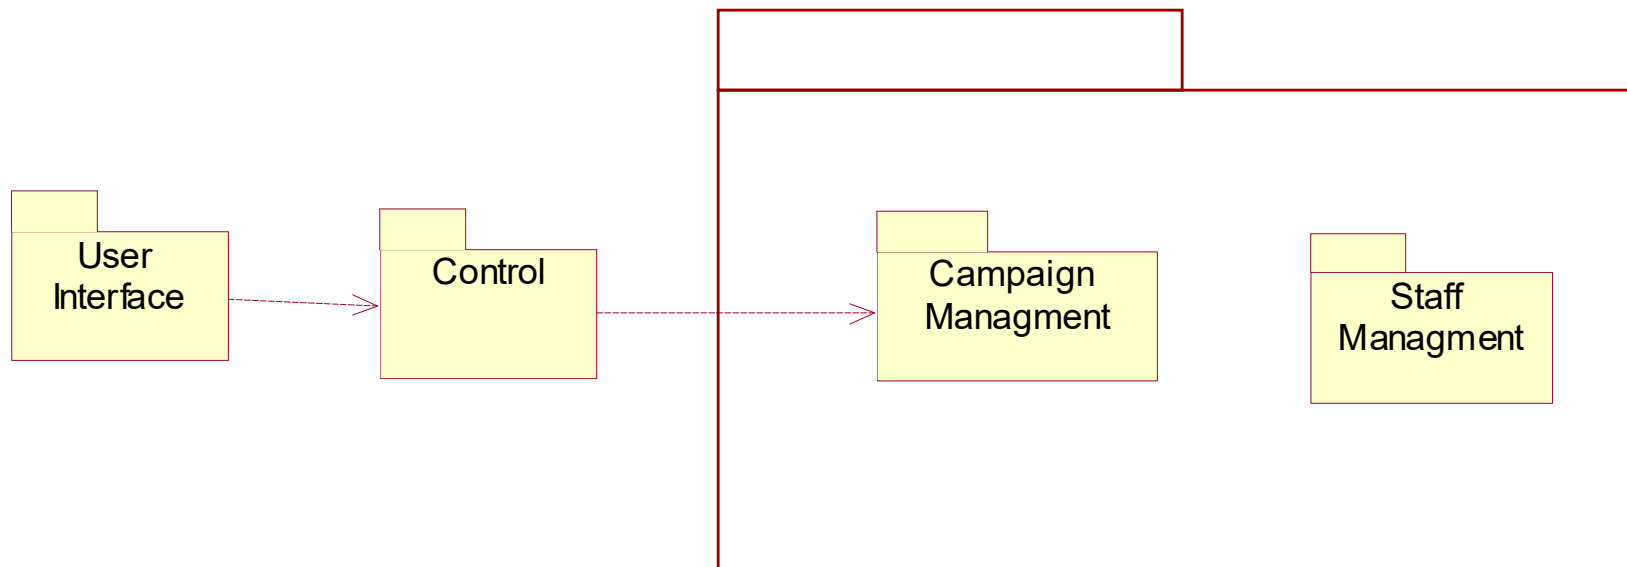 User
Interface
Control
Campaign
Managment
Staff
Managment